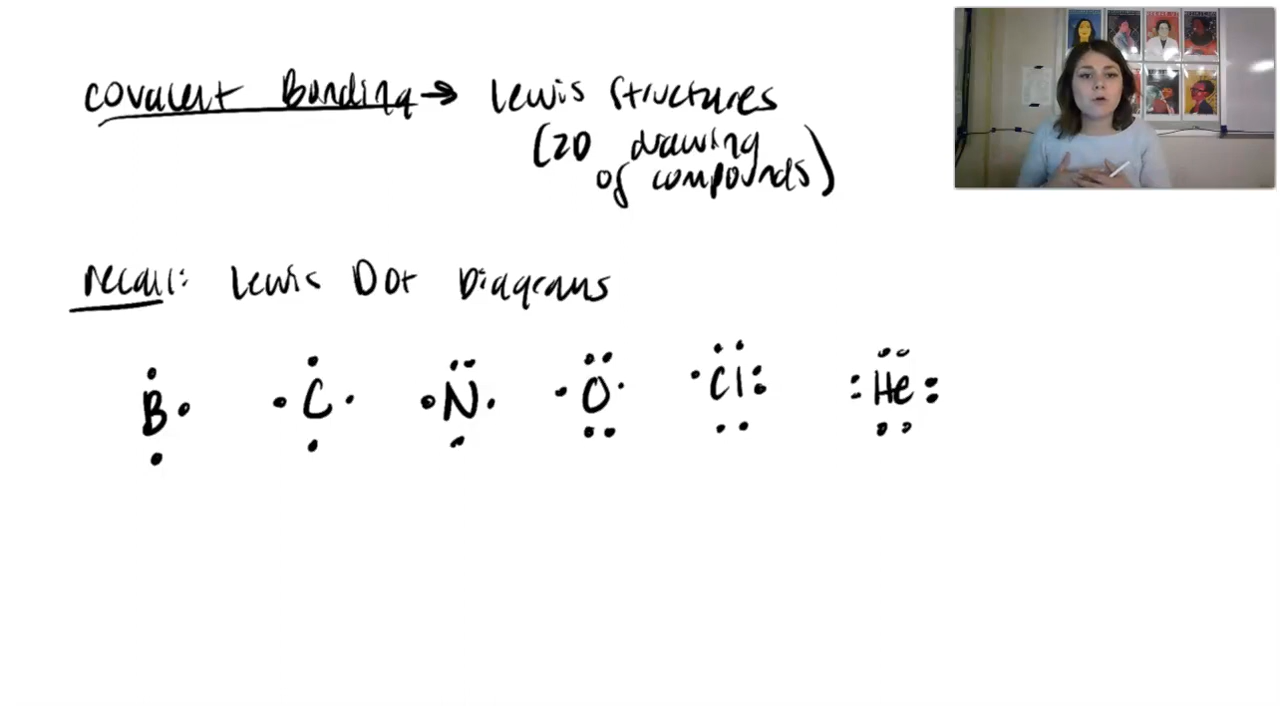 covalent Bonding → Lewis Structures
(2D drawing
of compounds)
recall: Lewis Dot Diagrams
B C N O Cl He